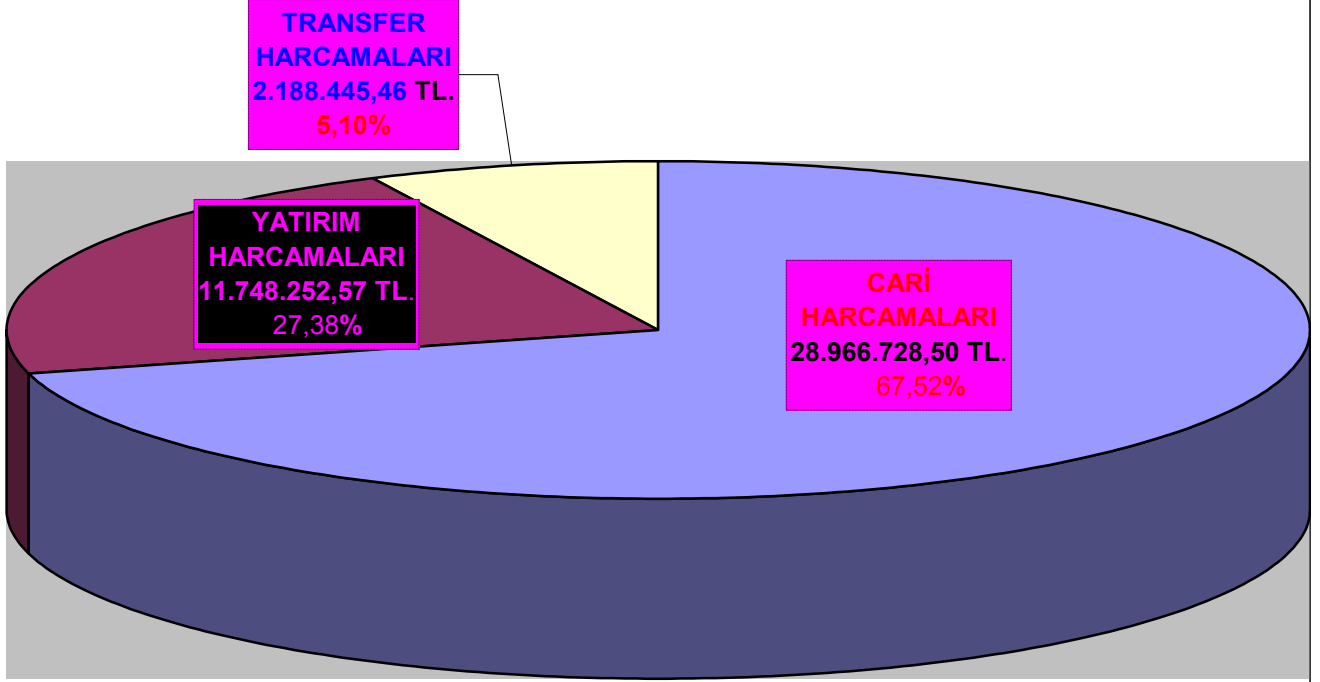 TRANSFER
HARCAMALARI
2.188.445,46 TL.
5,10%
YATIRIM
HARCAMALARI
11.748.252,57 TL.
27,38%
CARİ
HARCAMALARI
28.966.728,50 TL.
67,52%